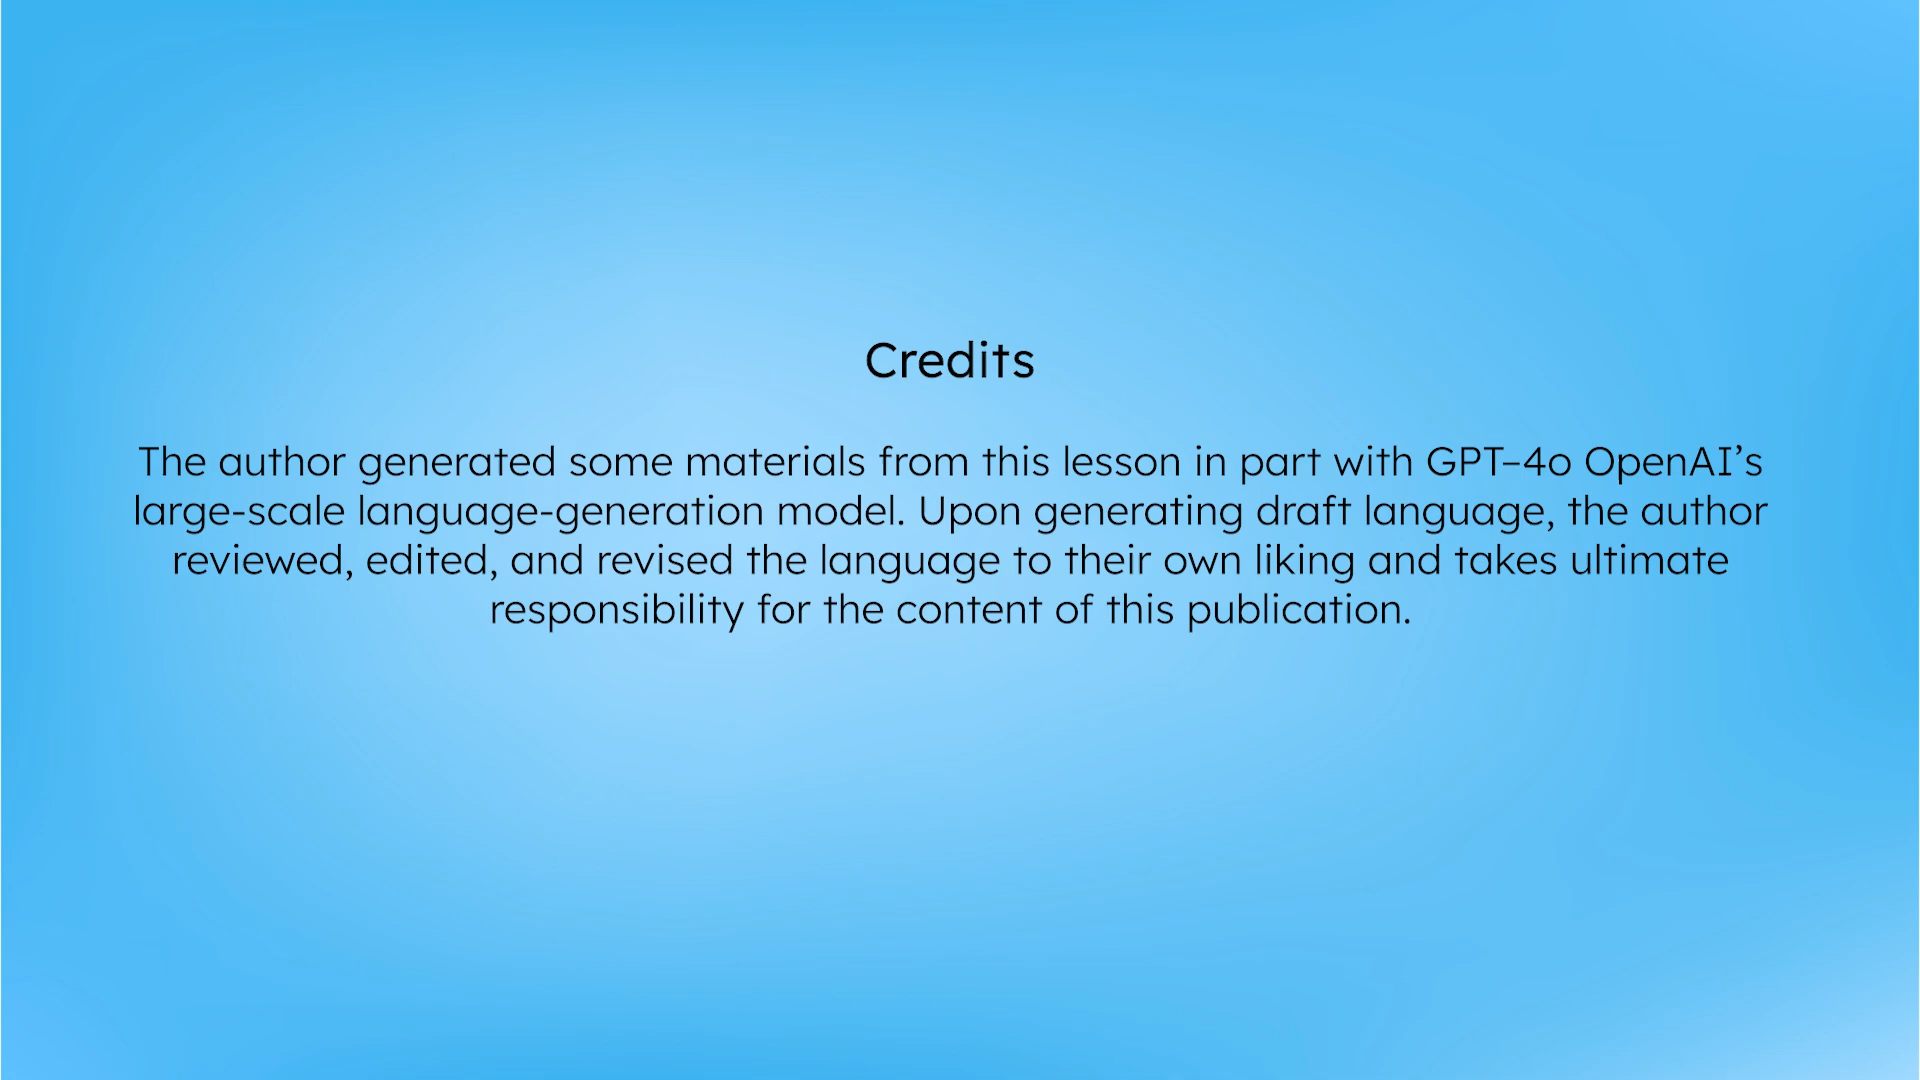 Credits
The author generated some materials from this lesson in part with GPT–4o OpenAI’s
large-scale language-generation model. Upon generating draft language, the author
reviewed, edited, and revised the language to their own liking and takes ultimate
responsibility for the content of this publication.